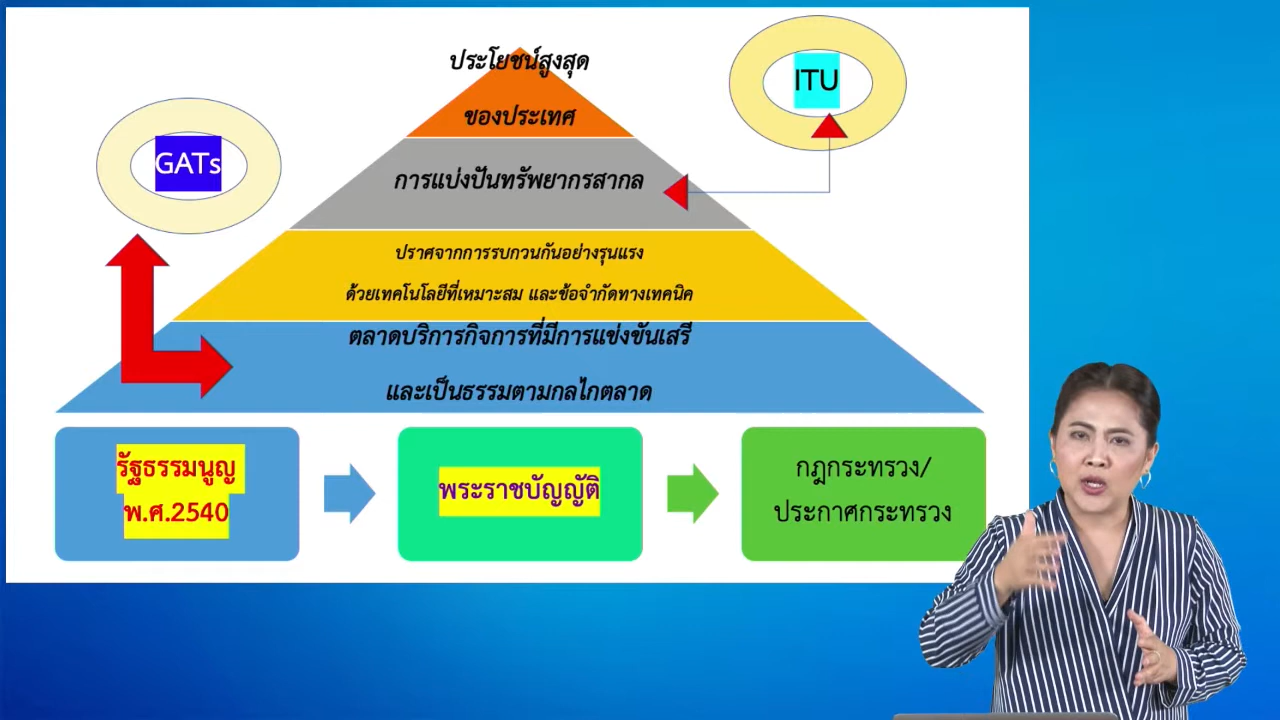 ประโยชน์สูงสุด
ของประเทศ
ITU
GATs
การแบ่งปันทรัพยากรสากล
ปราศจากการรบกวนกันอย่างรุนแรง
ด้วยเทคโนโลยีที่เหมาะสม และข้อจำกัดทางเทคนิค
ตลาดบริการกิจการที่มีการแข่งขันเสรี
และเป็นธรรมตามกลไกตลาด
รัฐธรรมนูญ
พ.ศ.2540
พระราชบัญญัติ
กฎกระทรวง/
ประกาศกระทรวง